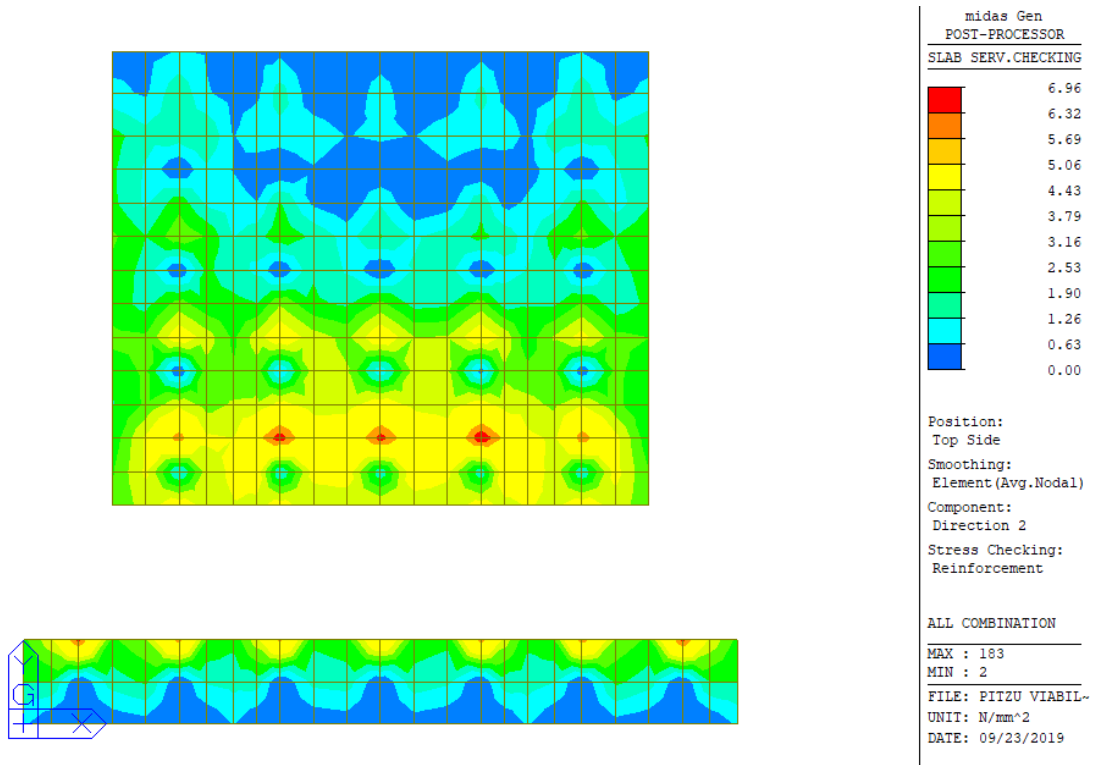 midas Gen
POST-PROCESSOR
SLAB SERV.CHECKING
6.96
6.32
5.69
5.06
4.43
3.79
3.16
2.53
1.90
1.26
0.63
0.00
Position:
Top Side
Smoothing:
Element(Avg.Nodal)
Component:
Direction 2
Stress Checking:
Reinforcement
ALL COMBINATION
MAX : 183
MIN : 2
FILE: PITZU VIABIL~
UNIT: N/mm^2
DATE: 09/23/2019
Y
G
X